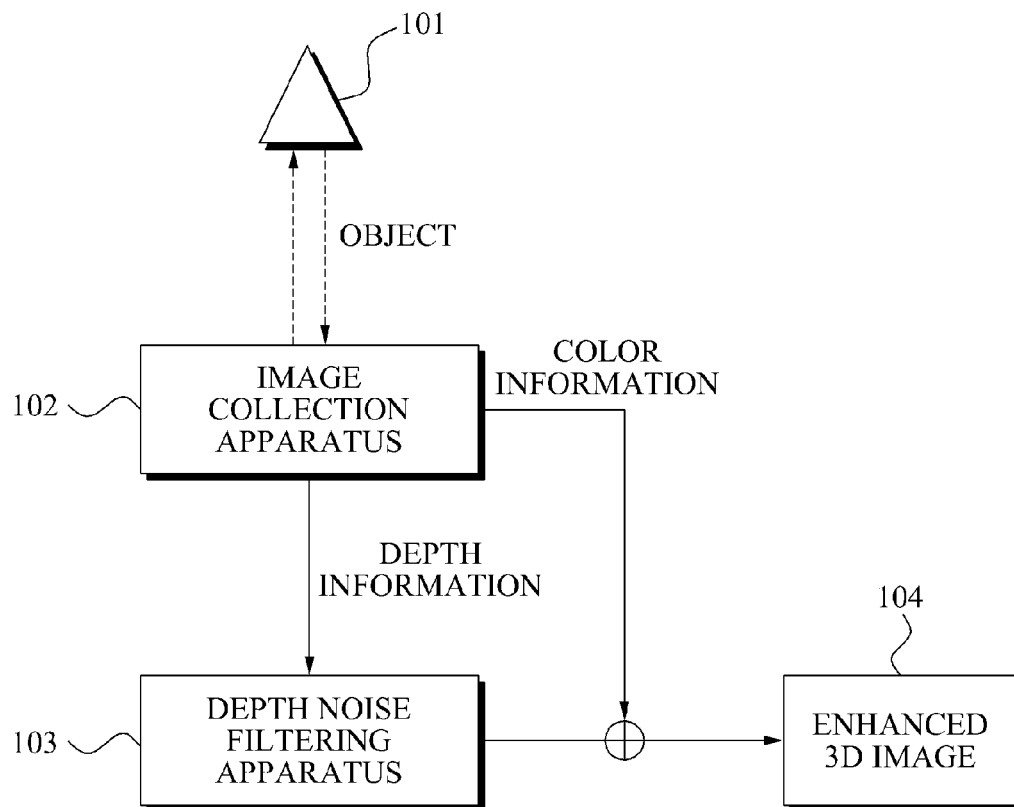 101
OBJECT
COLOR
INFORMATION
IMAGE
COLLECTION
APPARATUS
102
DEPTH
INFORMATION
104
DEPTH NOISE
FILTERING
APPARATUS
103
ENHANCED
3D IMAGE